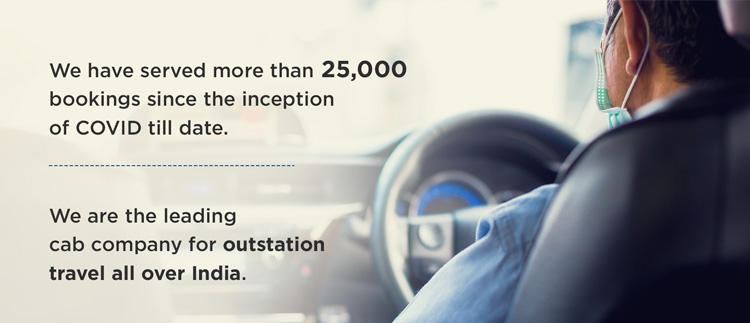 We have served more than 25,000
bookings since the inception
of COVID till date.
We are the leading
cab company for outstation
travel all over India.